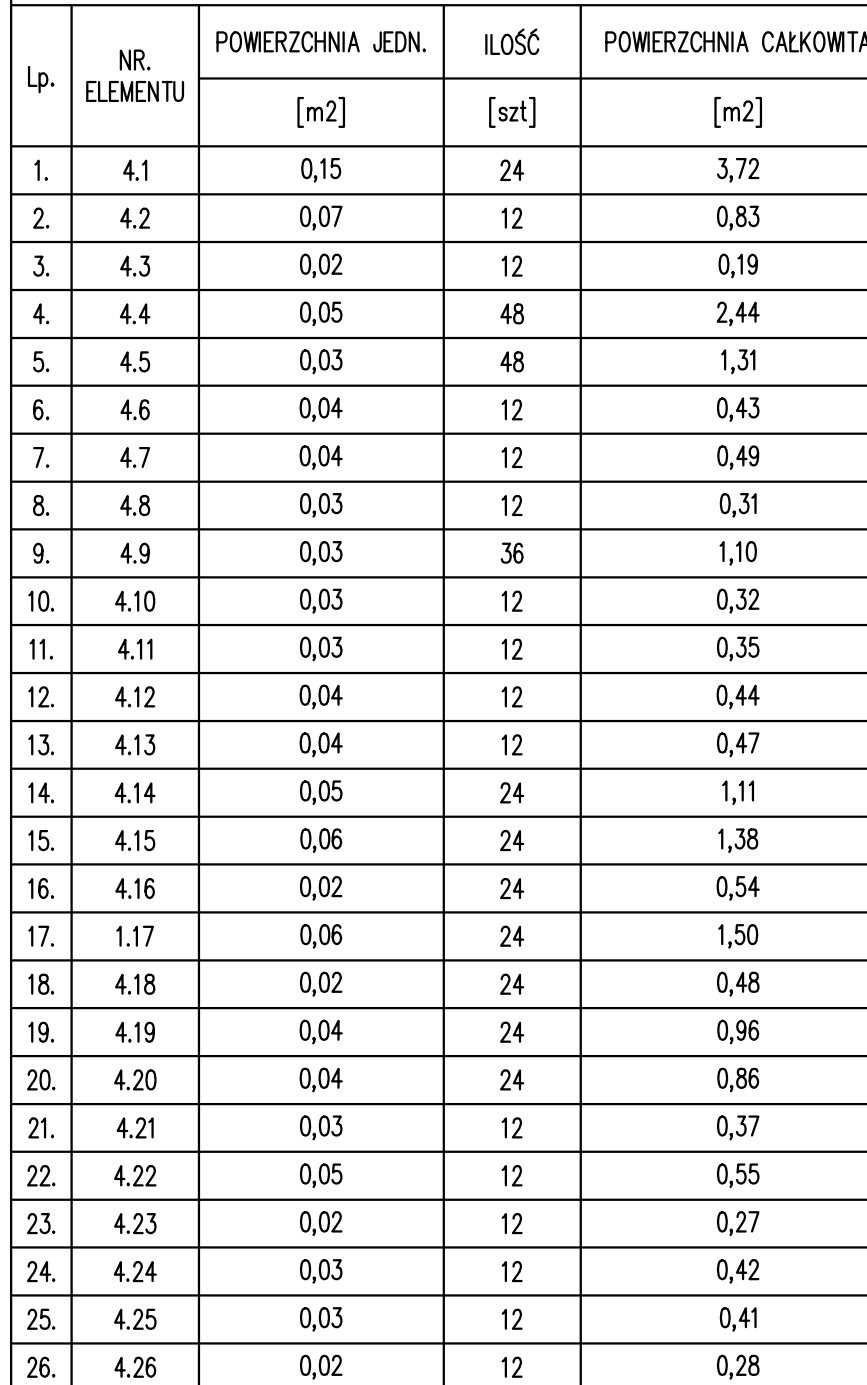 Lp. NR. ELEMENTU POWIERZCHNIA JEDN. ILOŚĆ POWIERZCHNIA CAŁKOWITA
[m2] [szt] [m2]
1. 4.1 0,15 24 3,72
2. 4.2 0,07 12 0,83
3. 4.3 0,02 12 0,19
4. 4.4 0,05 48 2,44
5. 4.5 0,03 48 1,31
6. 4.6 0,04 12 0,43
7. 4.7 0,04 12 0,49
8. 4.8 0,03 12 0,31
9. 4.9 0,03 36 1,10
10. 4.10 0,03 12 0,32
11. 4.11 0,03 12 0,35
12. 4.12 0,04 12 0,44
13. 4.13 0,04 12 0,47
14. 4.14 0,05 24 1,11
15. 4.15 0,06 24 1,38
16. 4.16 0,02 24 0,54
17. 1.17 0,06 24 1,50
18. 4.18 0,02 24 0,48
19. 4.19 0,04 24 0,96
20. 4.20 0,04 24 0,86
21. 4.21 0,03 12 0,37
22. 4.22 0,05 12 0,55
23. 4.23 0,02 12 0,27
24. 4.24 0,03 12 0,42
25. 4.25 0,03 12 0,41
26. 4.26 0,02 12 0,28